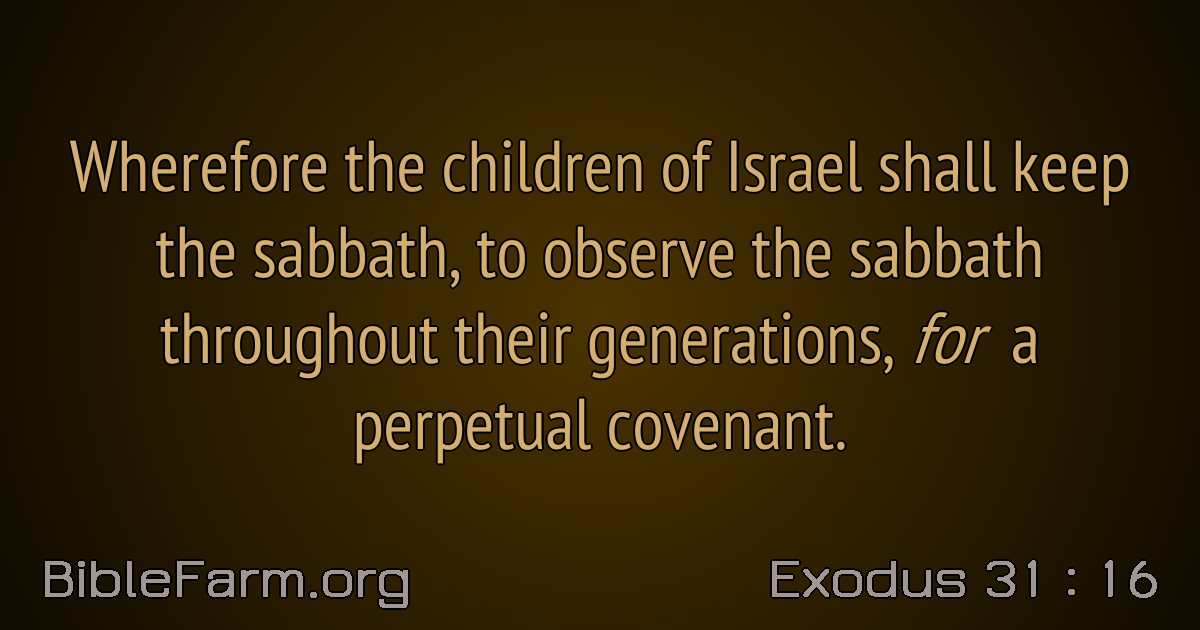 Wherefore the children of Israel shall keep
the sabbath, to observe the sabbath
throughout their generations, for a
perpetual covenant.
BibleFarm.org
Exodus 31 : 16